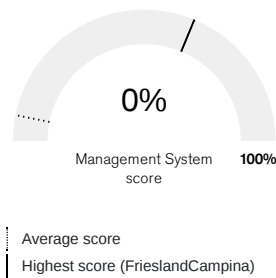 0%
Management System
score
100%
Average score
Highest score (FrieslandCampina)